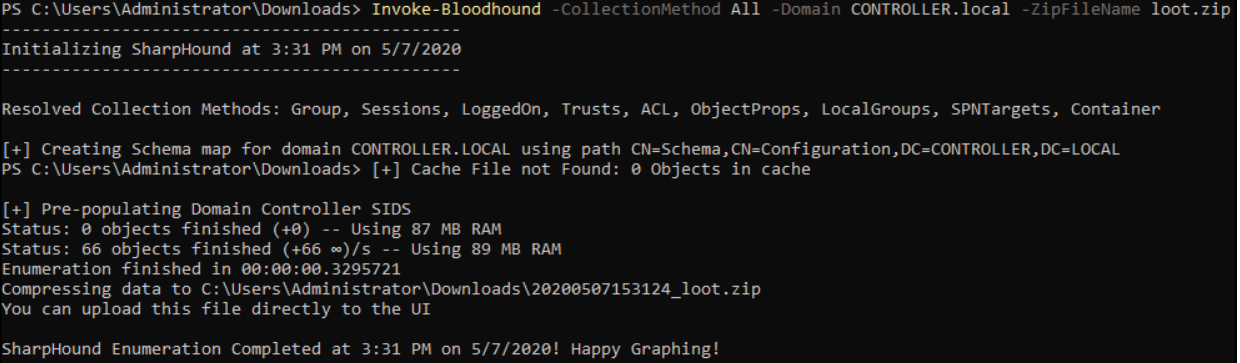 PS C:\Users\Administrator\Downloads> Invoke-Bloodhound -CollectionMethod All -Domain CONTROLLER.local -ZipFileName loot.zip
----------------------------------------------
Initializing SharpHound at 3:31 PM on 5/7/2020
----------------------------------------------
Resolved Collection Methods: Group, Sessions, LoggedOn, Trusts, ACL, ObjectProps, LocalGroups, SPNTargets, Container
[+] Creating Schema map for domain CONTROLLER.LOCAL using path CN=Schema,CN=Configuration,DC=CONTROLLER,DC=LOCAL
PS C:\Users\Administrator\Downloads> [+] Cache File not Found: 0 Objects in cache
[+] Pre-populating Domain Controller SIDS
Status: 0 objects finished (+0) -- Using 87 MB RAM
Status: 66 objects finished (+66 ∞)/s -- Using 89 MB RAM
Enumeration finished in 00:00:00.3295721
Compressing data to C:\Users\Administrator\Downloads\20200507153124_loot.zip
You can upload this file directly to the UI
SharpHound Enumeration Completed at 3:31 PM on 5/7/2020! Happy Graphing!